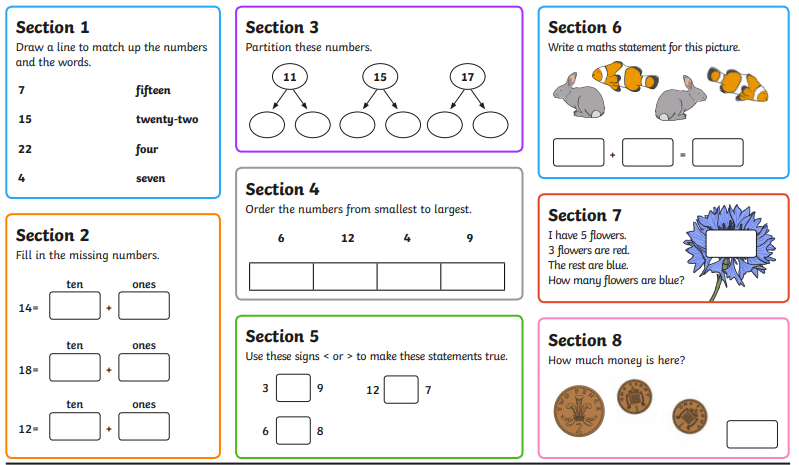 Section 1
Draw a line to match up the numbers
and the words.
7 fifteen
15 twenty-two
22 four
4 seven
Section 2
Fill in the missing numbers.
ten ones
14= +
ten ones
18= +
ten ones
12= +
Section 3
Partition these numbers.
11 15 17
Section 4
Order the numbers from smallest to largest.
6 12 4 9
Section 5
Use these signs < or > to make these statements true.
3 9 12 7
6 8
Section 6
Write a maths statement for this picture.
+ =
Section 7
I have 5 flowers.
3 flowers are red.
The rest are blue.
How many flowers are blue?
Section 8
How much money is here?
TWO PENCE
2